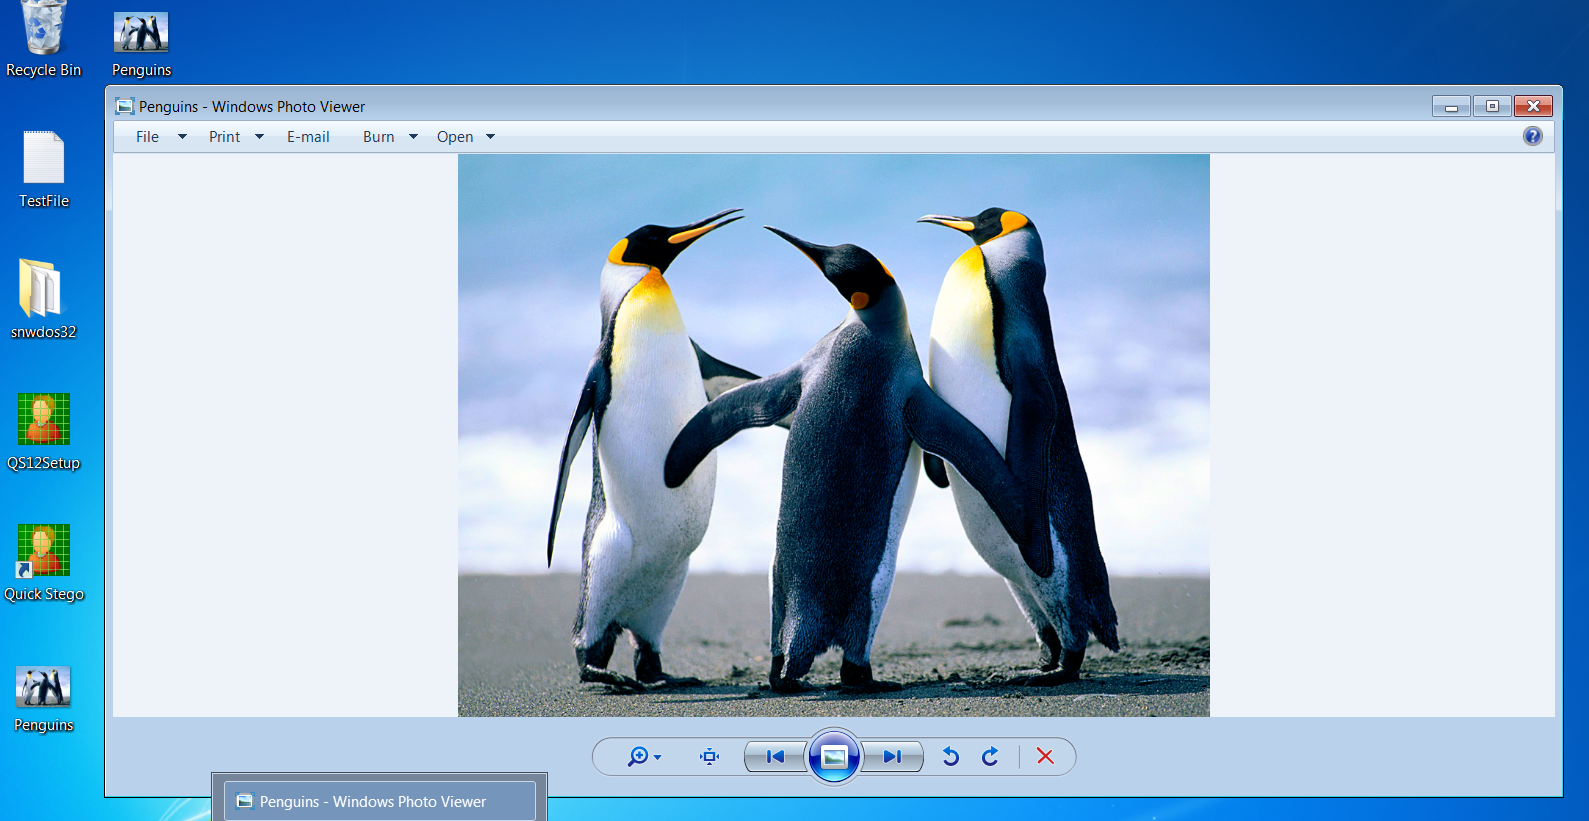 Recycle Bin
Penguins
Penguins - Windows Photo Viewer
File Print E-mail Burn Open
TestFile
snwdos32
QS12Setup
Quick Stego
Penguins
Penguins - Windows Photo Viewer